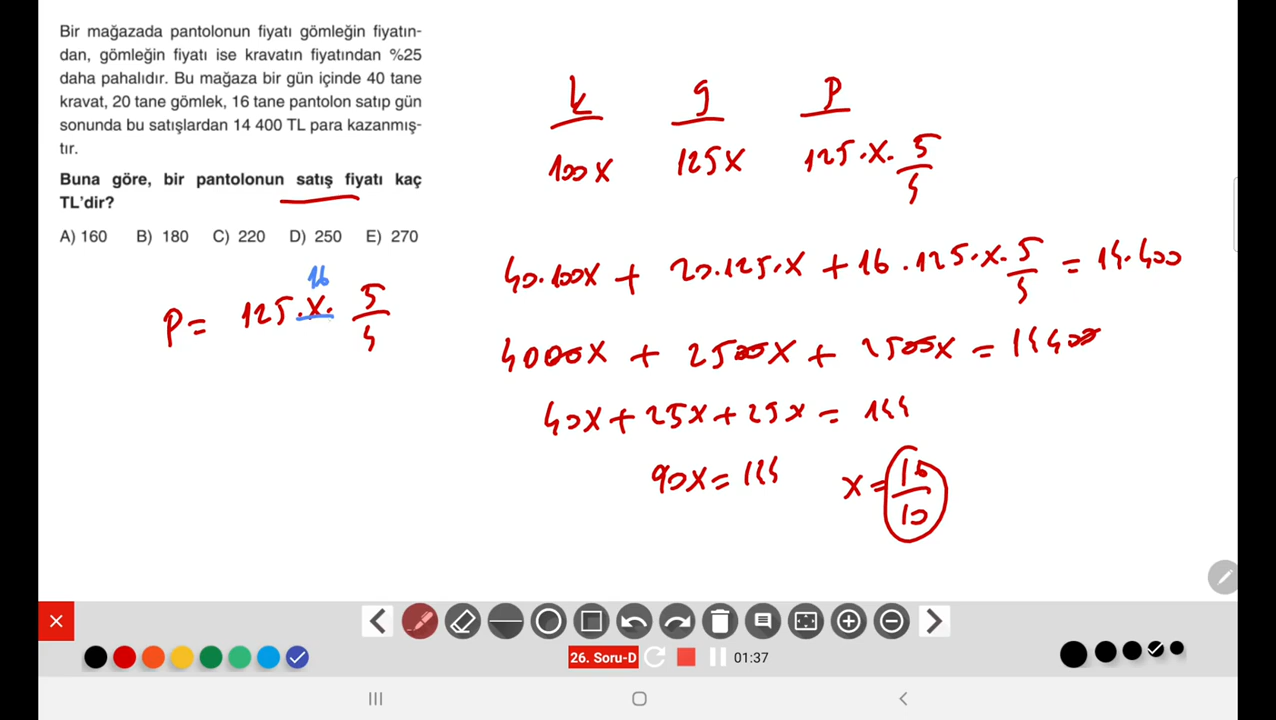 Bir mağazada pantolonun fiyatı gömleğin fiyatın-
dan, gömleğin fiyatı ise kravatın fiyatından %25
daha pahalıdır. Bu mağaza bir gün içinde 40 tane
kravat, 20 tane gömlek, 16 tane pantolon satıp gün
sonunda bu satışlardan 14 400 TL para kazanmış-
tır.
Buna göre, bir pantolonun satış fiyatı kaç
TL'dir?
A) 160 B) 180 C) 220 D) 250 E) 270
16
P = 125.x. 5/4
k g p
100x 125x 125.x. 5/4
40.100x + 20.125.x + 16.125.x. 5/4 = 14.400
4000x + 2500x + 2500x = 14400
40x + 25x + 25x = 144
90x = 144 x = 16/10
26. Soru-D 01:37